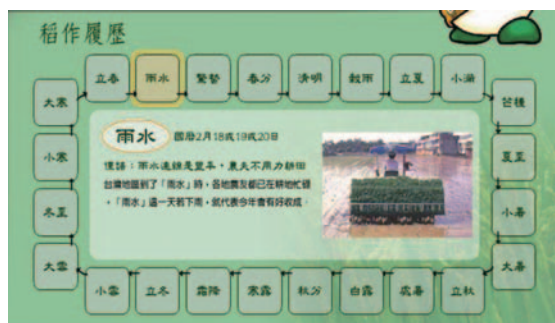 稻作履歷
立春
雨水
驚蟄
春分
清明
穀雨
立夏
小滿
芒種
夏至
小暑
大暑
立秋
處暑
白露
秋分
寒露
霜降
立冬
小雪
大雪
冬至
小寒
大寒
雨水 國曆2月18或19或20日
俚語:雨水連綿是豐年,農夫不用力耕田
台灣地區到了「雨水」時,各地農友都已在耕地忙碌
。「雨水」這一天若下雨,就代表今年會有好收成。